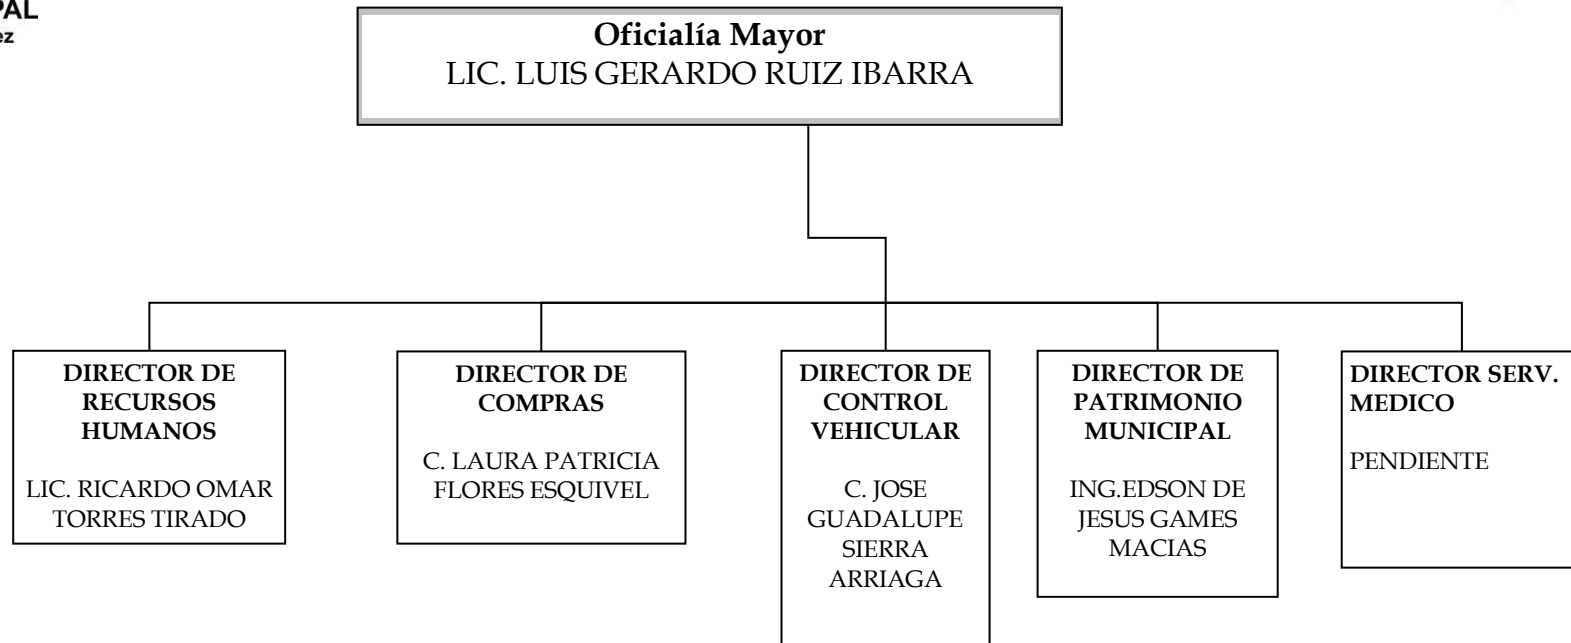 PAL
ez
Oficialía Mayor
LIC. LUIS GERARDO RUIZ IBARRA
DIRECTOR DE
RECURSOS
HUMANOS
LIC. RICARDO OMAR
TORRES TIRADO
DIRECTOR DE
COMPRAS
C. LAURA PATRICIA
FLORES ESQUIVEL
DIRECTOR DE
CONTROL
VEHICULAR
C. JOSE
GUADALUPE
SIERRA
ARRIAGA
DIRECTOR DE
PATRIMONIO
MUNICIPAL
ING.EDSON DE
JESUS GAMES
MACIAS
DIRECTOR SERV.
MEDICO
PENDIENTE